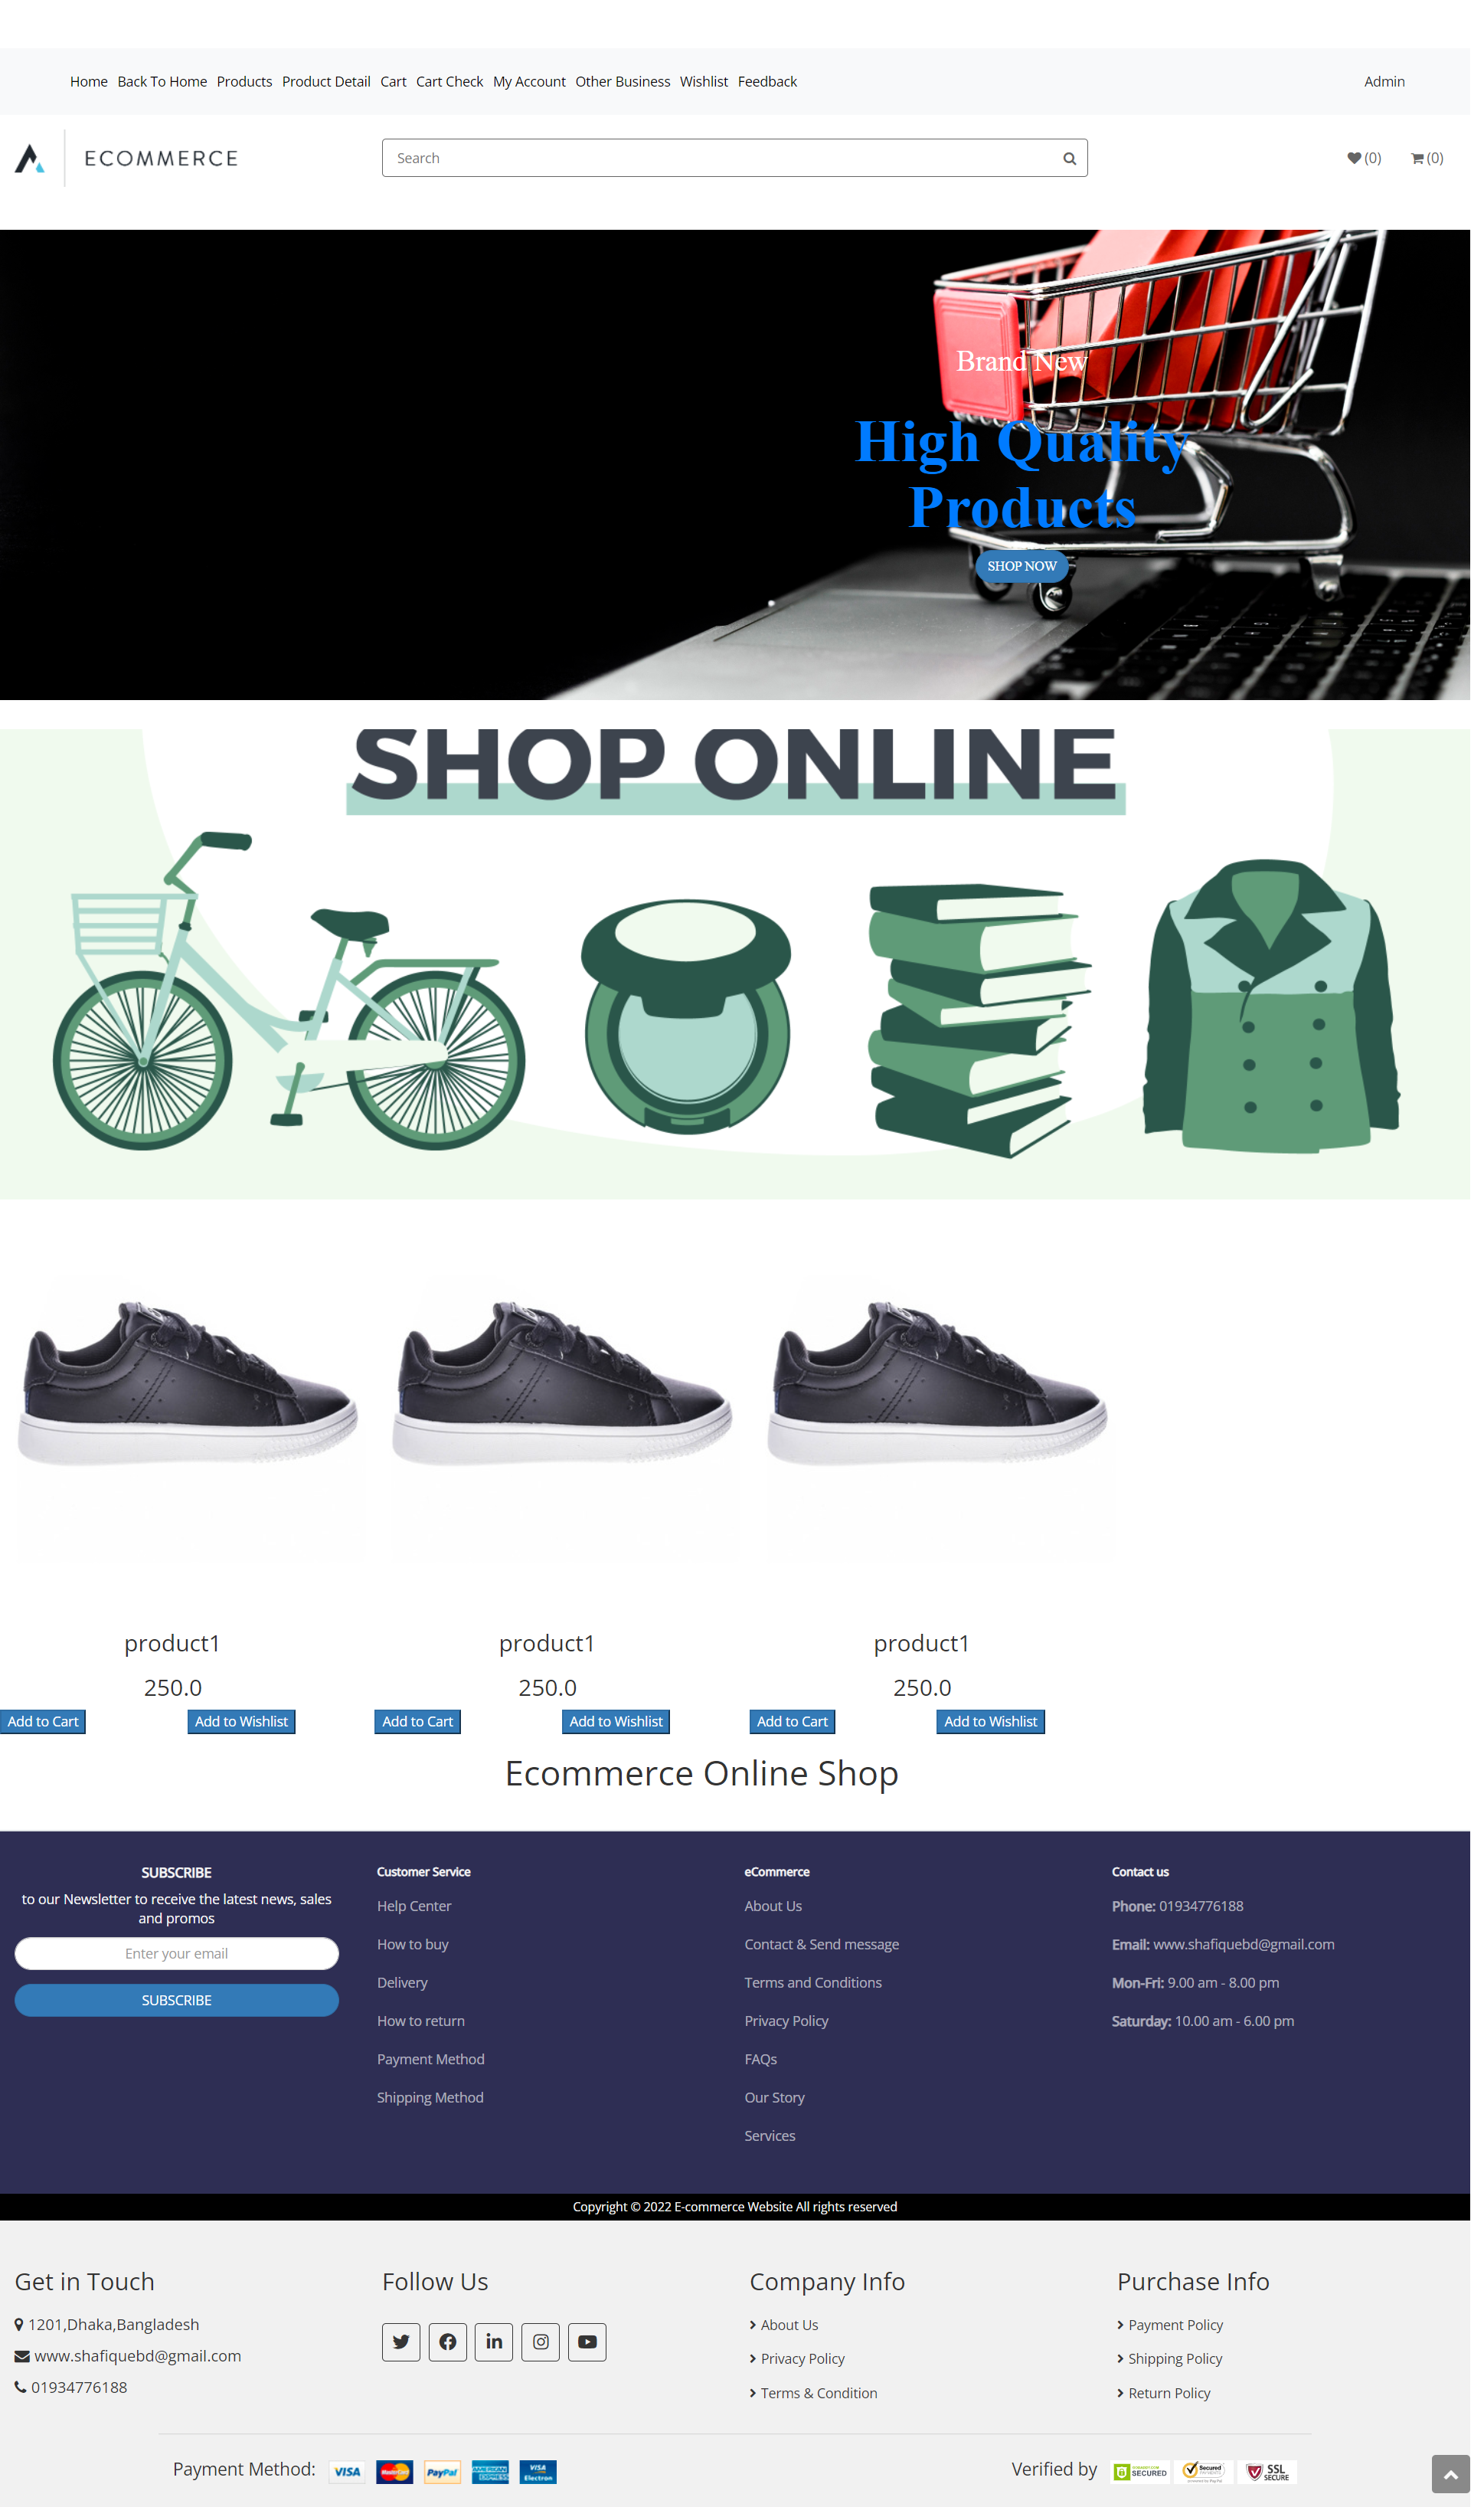 Home Back To Home Products Product Detail Cart Cart Check My Account Other Business Wishlist Feedback Admin
ECOMMERCE
Search
(0) (0)
Brand New
High Quality
Products
SHOP NOW
SHOP ONLINE
product1 product1 product1
250.0 250.0 250.0
Add to Cart Add to Wishlist Add to Cart Add to Wishlist Add to Cart Add to Wishlist
Ecommerce Online Shop
SUBSCRIBE
to our Newsletter to receive the latest news, sales
and promos
Enter your email
SUBSCRIBE
Customer Service
Help Center
How to buy
Delivery
How to return
Payment Method
Shipping Method
eCommerce
About Us
Contact & Send message
Terms and Conditions
Privacy Policy
FAQs
Our Story
Services
Contact us
Phone: 01934776188
Email: www.shafiquebd@gmail.com
Mon-Fri: 9.00 am - 8.00 pm
Saturday: 10.00 am - 6.00 pm
Copyright © 2022 E-commerce Website All rights reserved
Get in Touch
1201,Dhaka,Bangladesh
www.shafiquebd@gmail.com
01934776188
Follow Us
Company Info
About Us
Privacy Policy
Terms & Condition
Purchase Info
Payment Policy
Shipping Policy
Return Policy
Payment Method: VISA MasterCard PayPal AMERICAN EXPRESS VISA Electron
Verified by SECURED Secured SSL SECURE